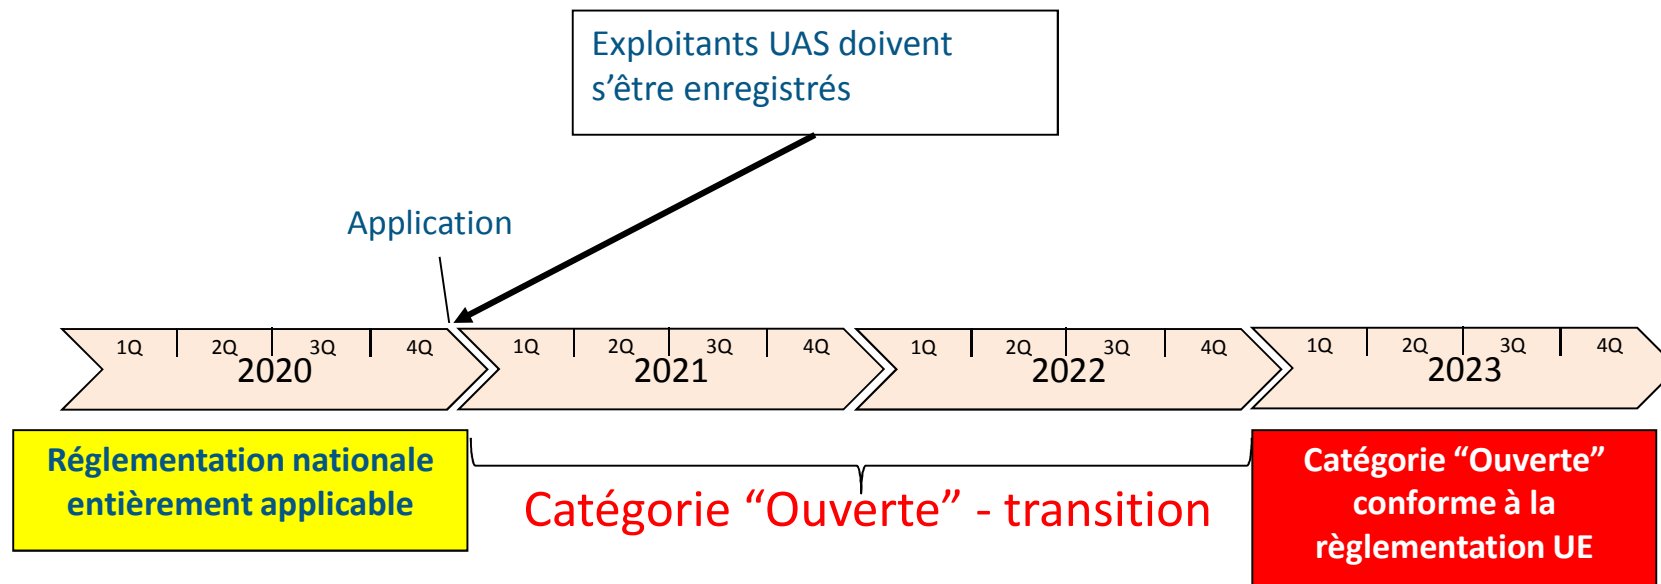 Exploitants UAS doivent
s’être enregistrés
Application
1Q 2Q 3Q 4Q
2020
1Q 2Q 3Q 4Q
2021
1Q 2Q 3Q 4Q
2022
1Q 2Q 3Q 4Q
2023
Réglementation nationale
entièrement applicable
Catégorie “Ouverte” - transition
Catégorie “Ouverte”
conforme à la
règlementation UE